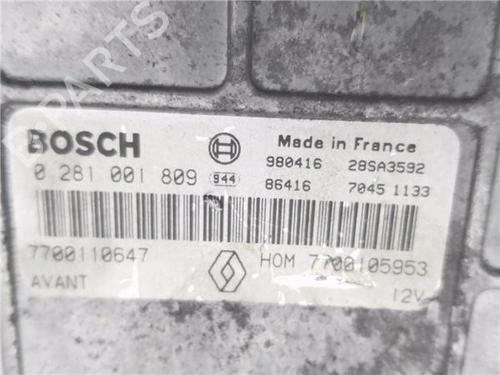 BOSCH Made in France
980416 28SA3592
0 281 001 809 944 86416 7045 1133
7700110647 HOM 7700105953
AVANT 12V